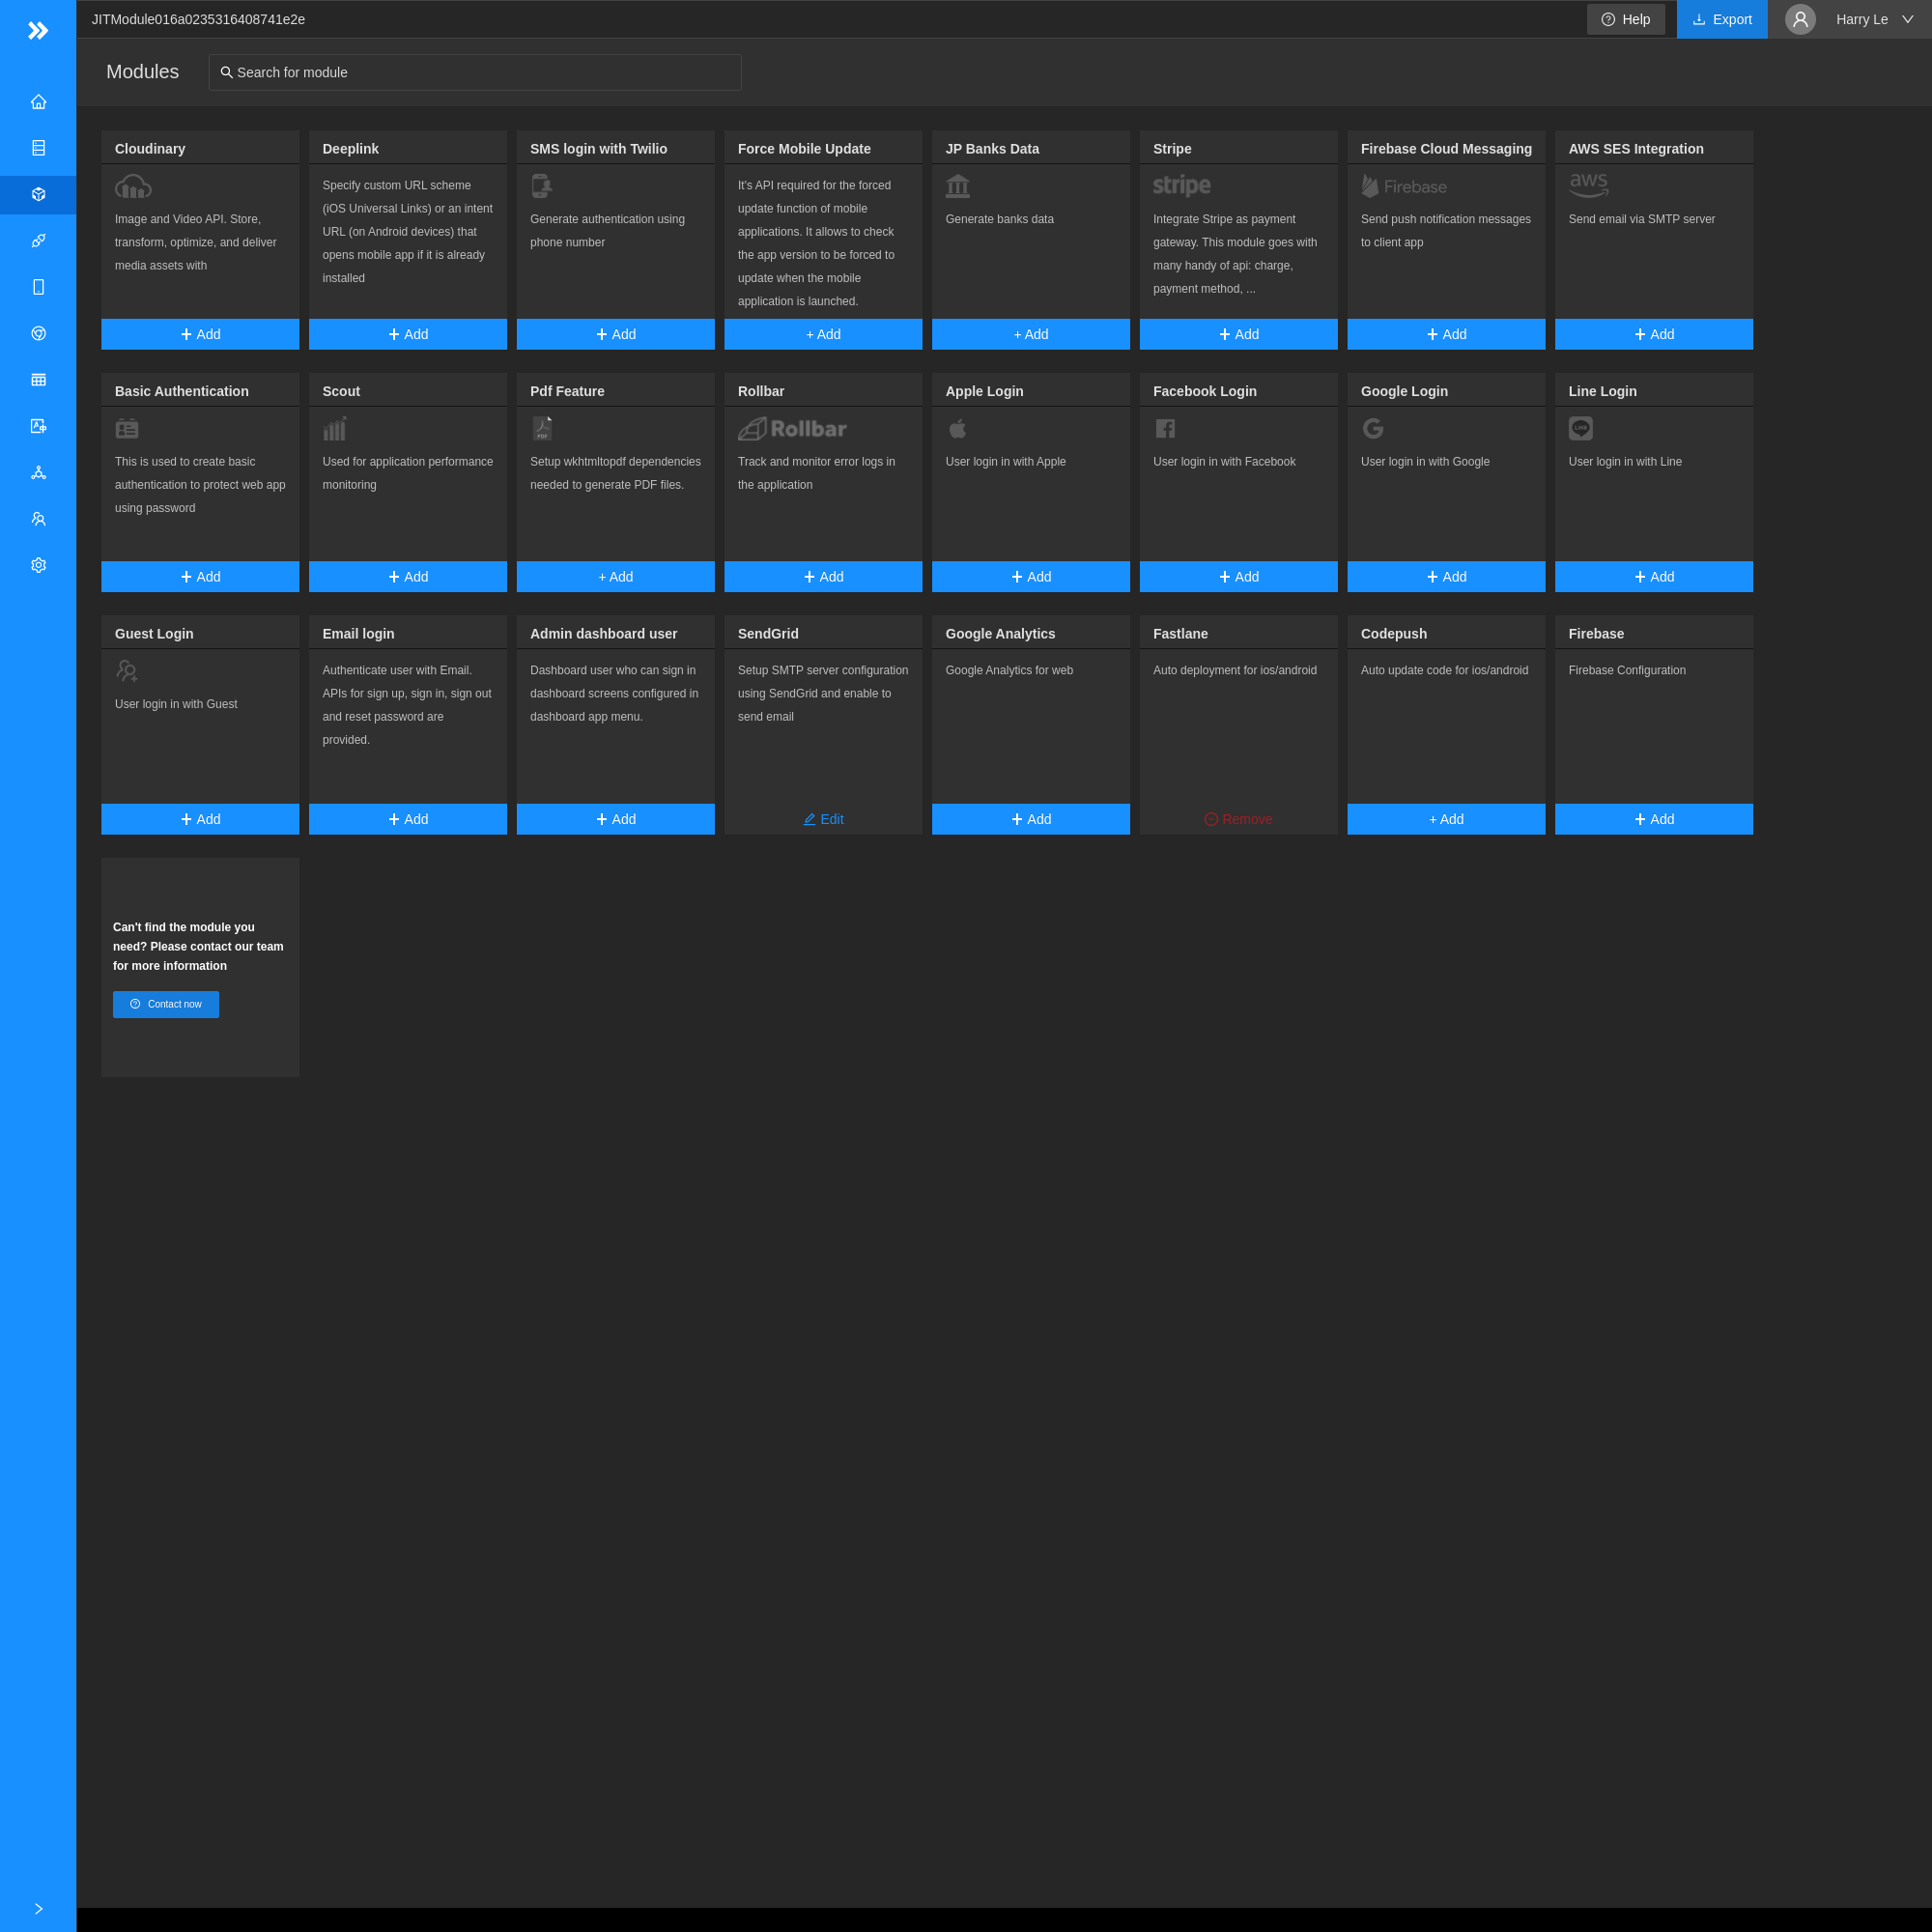 JITModule016a0235316408741e2e
Help
Export
Harry Le
Modules
Search for module
Cloudinary
Image and Video API. Store,
transform, optimize, and deliver
media assets with
+ Add
Deeplink
Specify custom URL scheme
(iOS Universal Links) or an intent
URL (on Android devices) that
opens mobile app if it is already
installed
+ Add
SMS login with Twilio
Generate authentication using
phone number
+ Add
Force Mobile Update
It's API required for the forced
update function of mobile
applications. It allows to check
the app version to be forced to
update when the mobile
application is launched.
+ Add
JP Banks Data
Generate banks data
+ Add
Stripe
stripe
Integrate Stripe as payment
gateway. This module goes with
many handy of api: charge,
payment method, ...
+ Add
Firebase Cloud Messaging
Firebase
Send push notification messages
to client app
+ Add
AWS SES Integration
aws
Send email via SMTP server
+ Add
Basic Authentication
This is used to create basic
authentication to protect web app
using password
+ Add
Scout
Used for application performance
monitoring
+ Add
Pdf Feature
PDF
Setup wkhtmltopdf dependencies
needed to generate PDF files.
+ Add
Rollbar
Rollbar
Track and monitor error logs in
the application
+ Add
Apple Login
User login in with Apple
+ Add
Facebook Login
User login in with Facebook
+ Add
Google Login
User login in with Google
+ Add
Line Login
LINE
User login in with Line
+ Add
Guest Login
User login in with Guest
+ Add
Email login
Authenticate user with Email.
APIs for sign up, sign in, sign out
and reset password are
provided.
+ Add
Admin dashboard user
Dashboard user who can sign in
dashboard screens configured in
dashboard app menu.
+ Add
SendGrid
Setup SMTP server configuration
using SendGrid and enable to
send email
Edit
Google Analytics
Google Analytics for web
+ Add
Fastlane
Auto deployment for ios/android
Remove
Codepush
Auto update code for ios/android
+ Add
Firebase
Firebase Configuration
+ Add
Can't find the module you
need? Please contact our team
for more information
Contact now